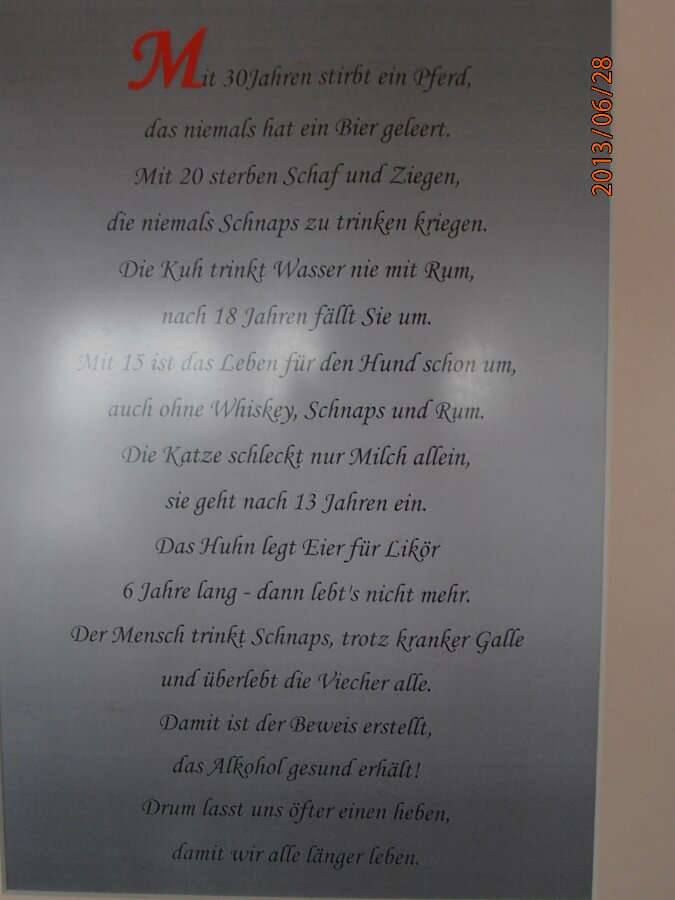 Mit 30Jahren stirbt ein Pferd,
das niemals hat ein Bier geleert.
Mit 20 sterben Schaf und Ziegen,
die niemals Schnaps zu trinken kriegen.
Die Kuh trinkt Wasser nie mit Rum,
nach 18 Jahren fällt Sie um.
Mit 15 ist das Leben für den Hund schon um,
auch ohne Whiskey, Schnaps und Rum.
Die Katze schleckt nur Milch allein,
sie geht nach 13 Jahren ein.
Das Huhn legt Eier für Likör
6 Jahre lang - dann lebt's nicht mehr.
Der Mensch trinkt Schnaps, trotz kranker Galle
und überlebt die Viecher alle.
Damit ist der Beweis erstellt,
das Alkohol gesund erhält!
Drum lasst uns öfter einen heben,
damit wir alle länger leben.
2013/06/28